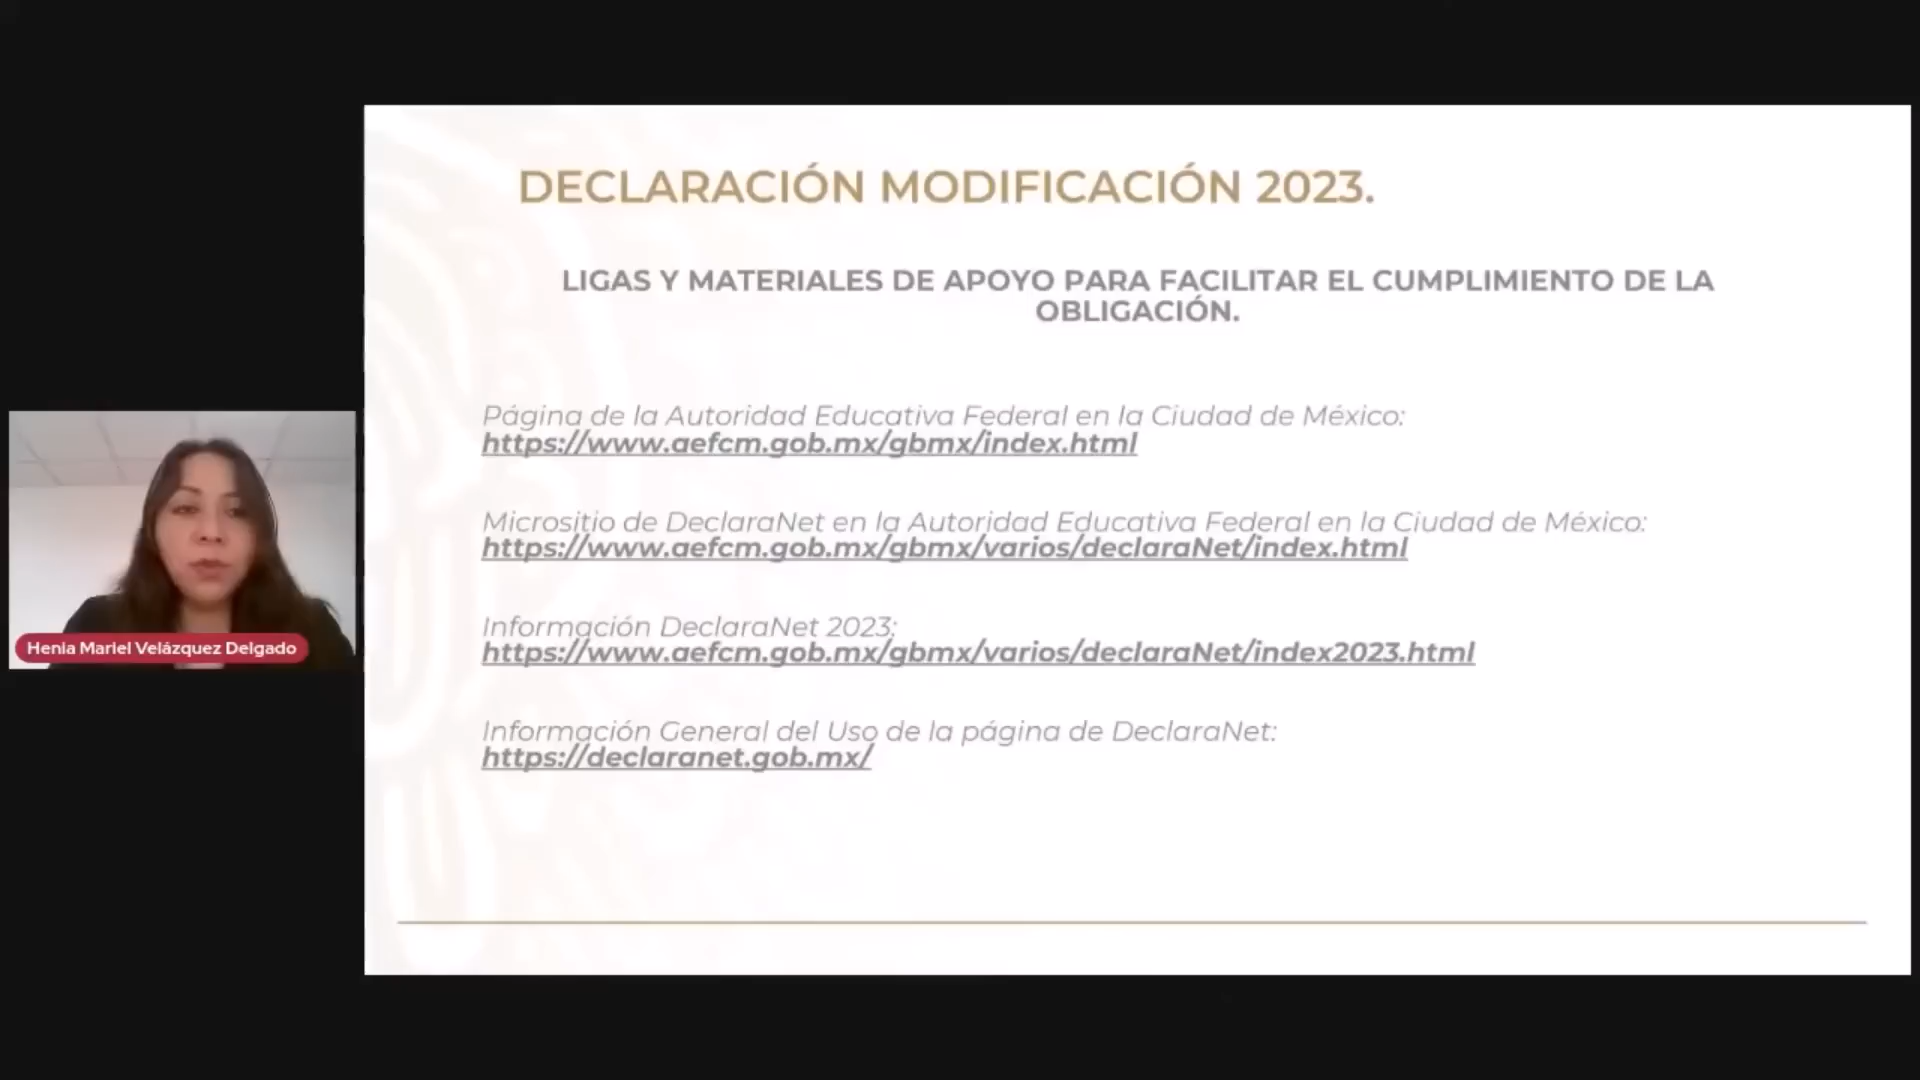 DECLARACIÓN MODIFICACIÓN 2023.
LIGAS Y MATERIALES DE APOYO PARA FACILITAR EL CUMPLIMIENTO DE LA
OBLIGACIÓN.
Página de la Autoridad Educativa Federal en la Ciudad de México:
https://www.aefcm.gob.mx/gbmx/index.html
Micrositio de DeclaraNet en la Autoridad Educativa Federal en la Ciudad de México:
https://www.aefcm.gob.mx/gbmx/varios/declaraNet/index.html
Información DeclaraNet 2023:
https://www.aefcm.gob.mx/gbmx/varios/declaraNet/index2023.html
Información General del Uso de la página de DeclaraNet:
https://declaranet.gob.mx/
Henia Mariel Velázquez Delgado